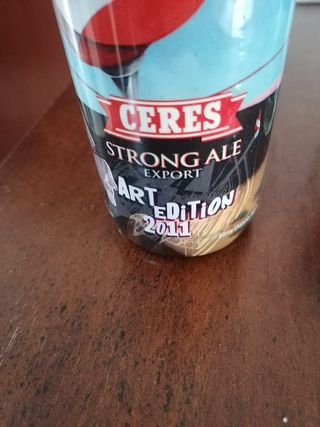 CERES
STRONG ALE
EXPORT
ART EDITION
2011